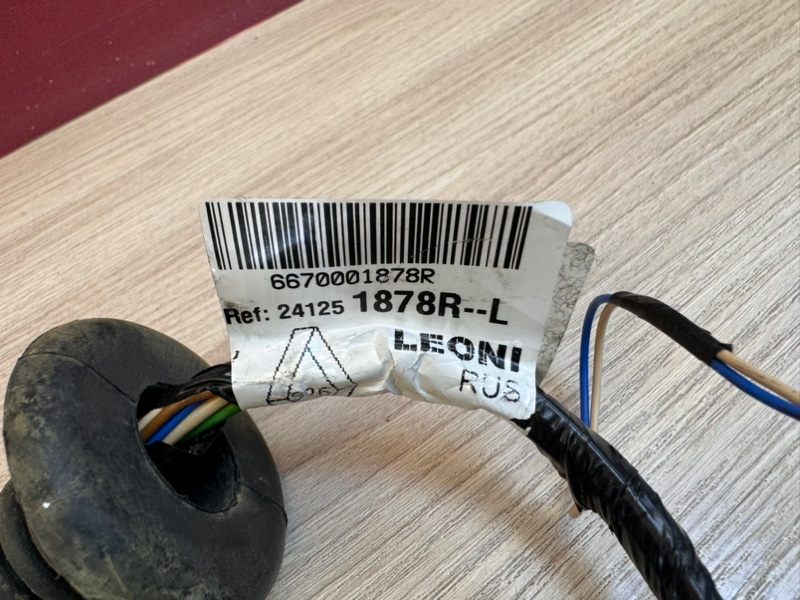 6670001878R
Ref: 24125 1878R--L
LEONI
RUS